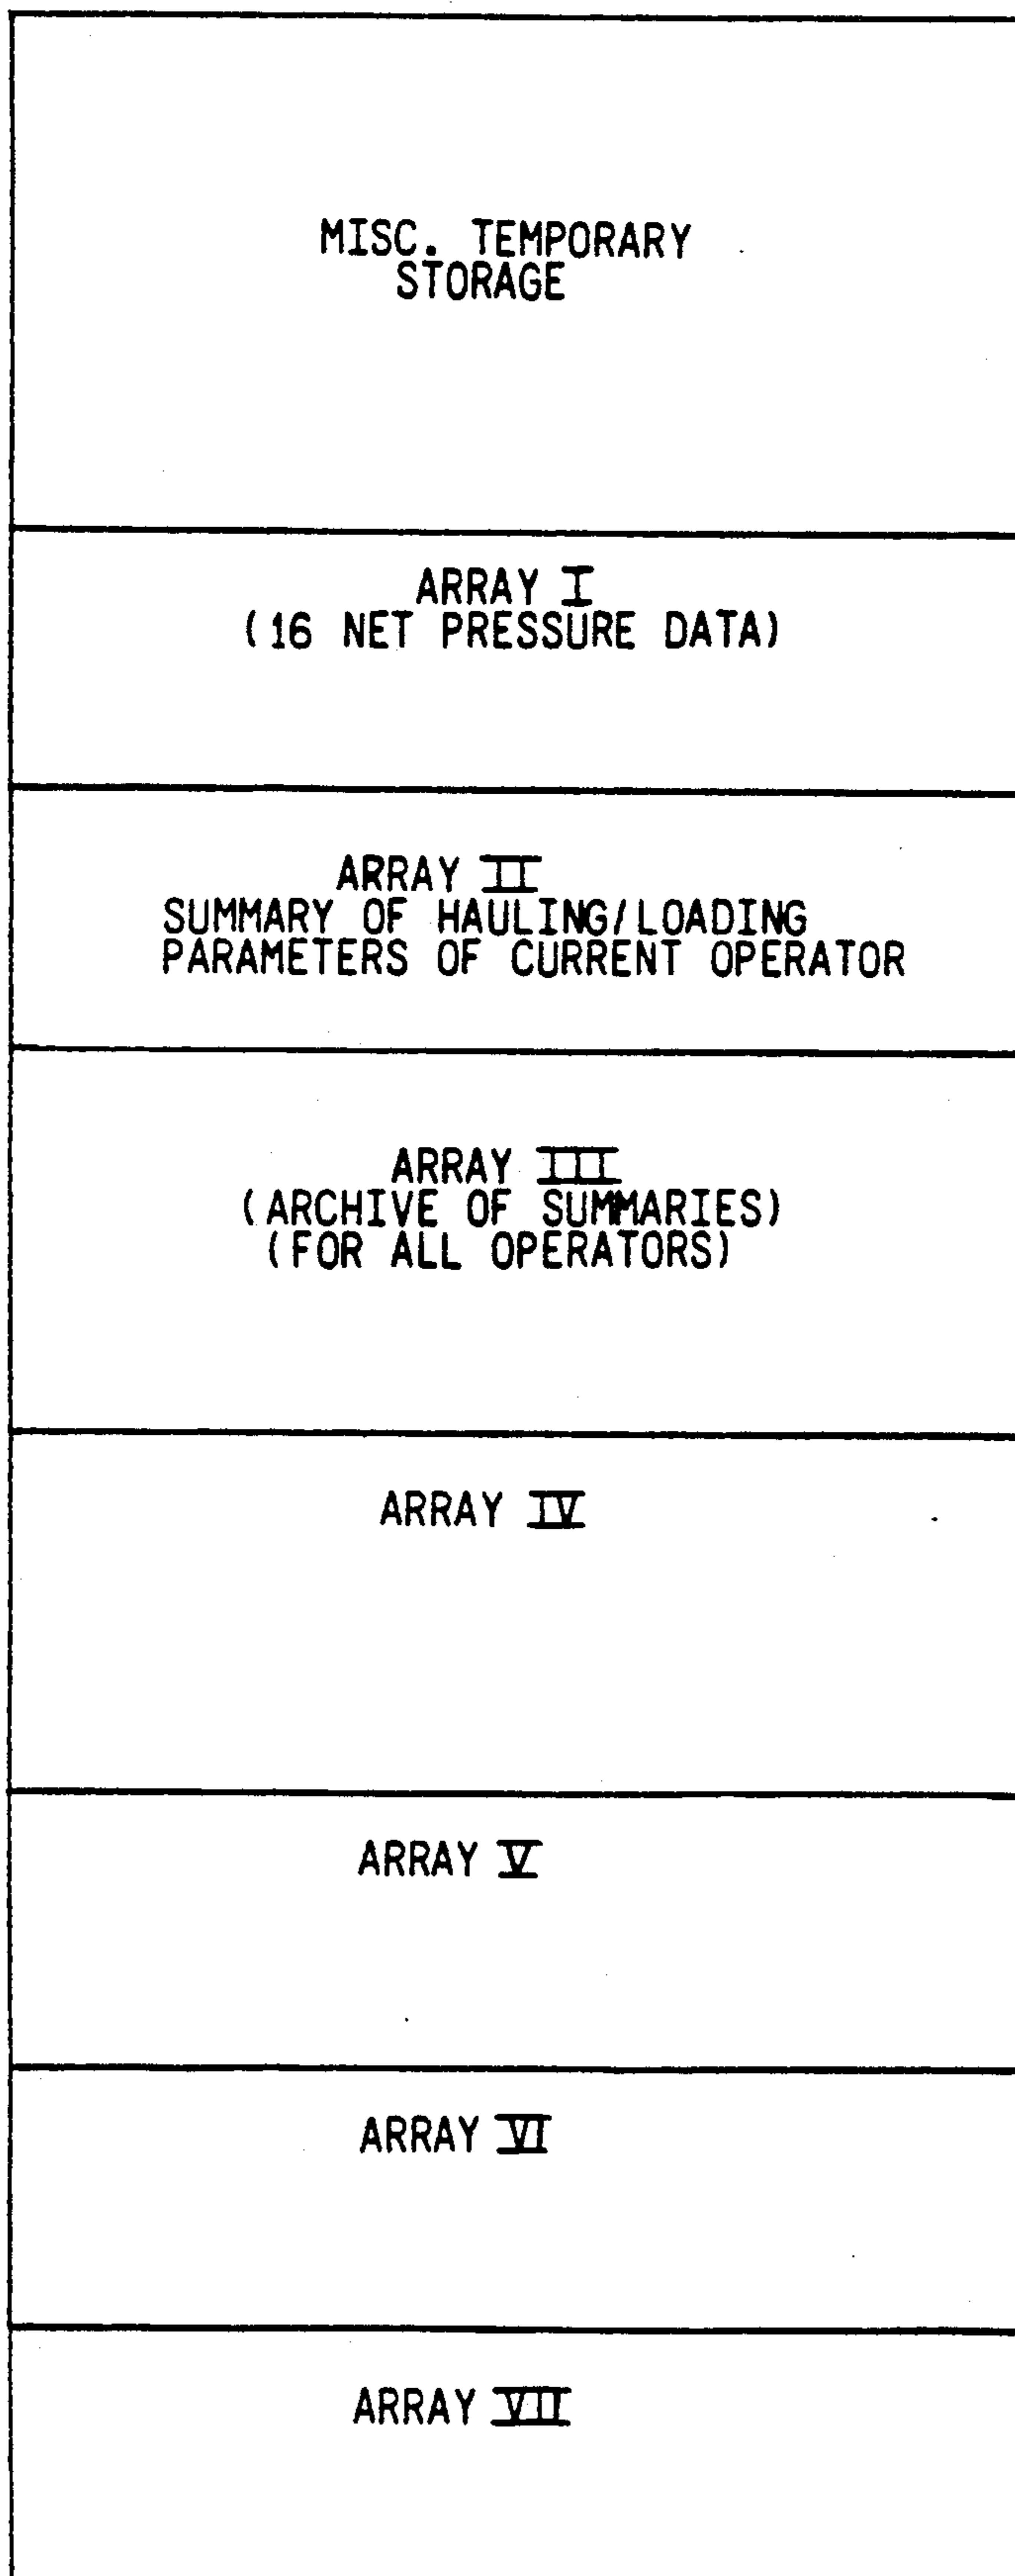 MISC. TEMPORARY
STORAGE
ARRAY I
(16 NET PRESSURE DATA)
ARRAY II
SUMMARY OF HAULING/LOADING
PARAMETERS OF CURRENT OPERATOR
ARRAY III
(ARCHIVE OF SUMMARIES)
(FOR ALL OPERATORS)
ARRAY IV
ARRAY V
ARRAY VI
ARRAY VII